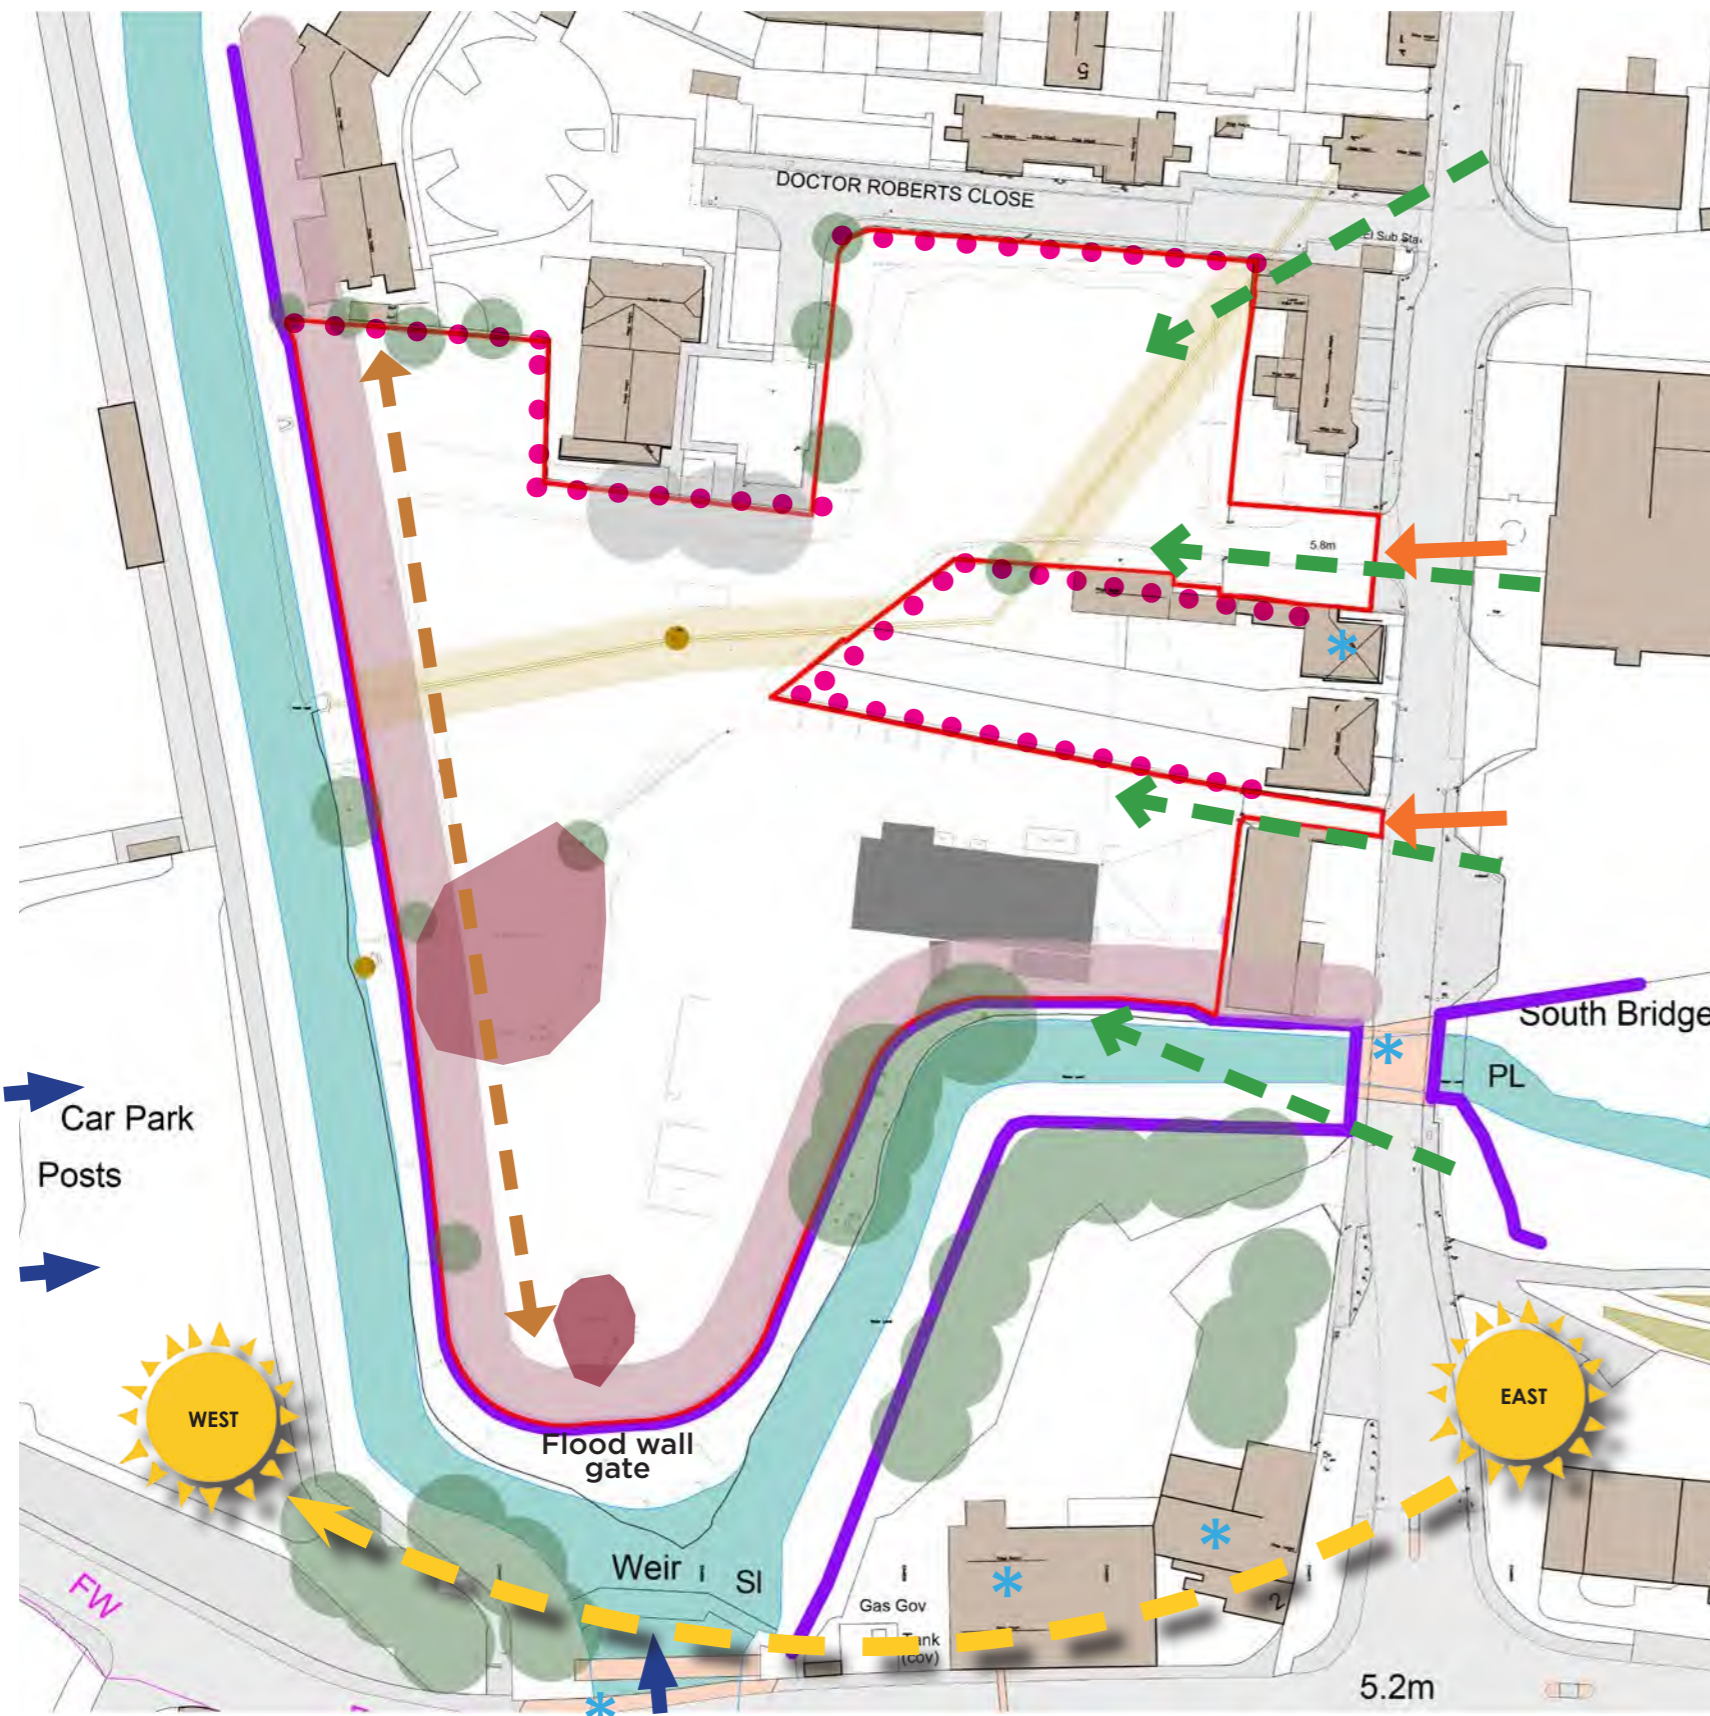 5
DOCTOR ROBERTS CLOSE
El Sub Sta
5.8m
South Bridge
PL
Car Park
Posts
WEST
EAST
Flood wall
gate
Weir
SI
FW
Gas Gov
Tank
(cov)
2
5.2m